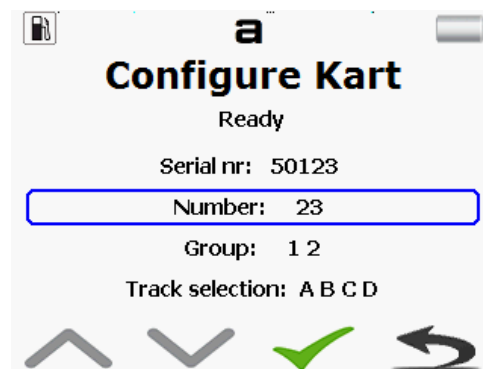 a
Configure Kart
Ready
Serial nr: 50123
Number: 23
Group: 1 2
Track selection: A B C D